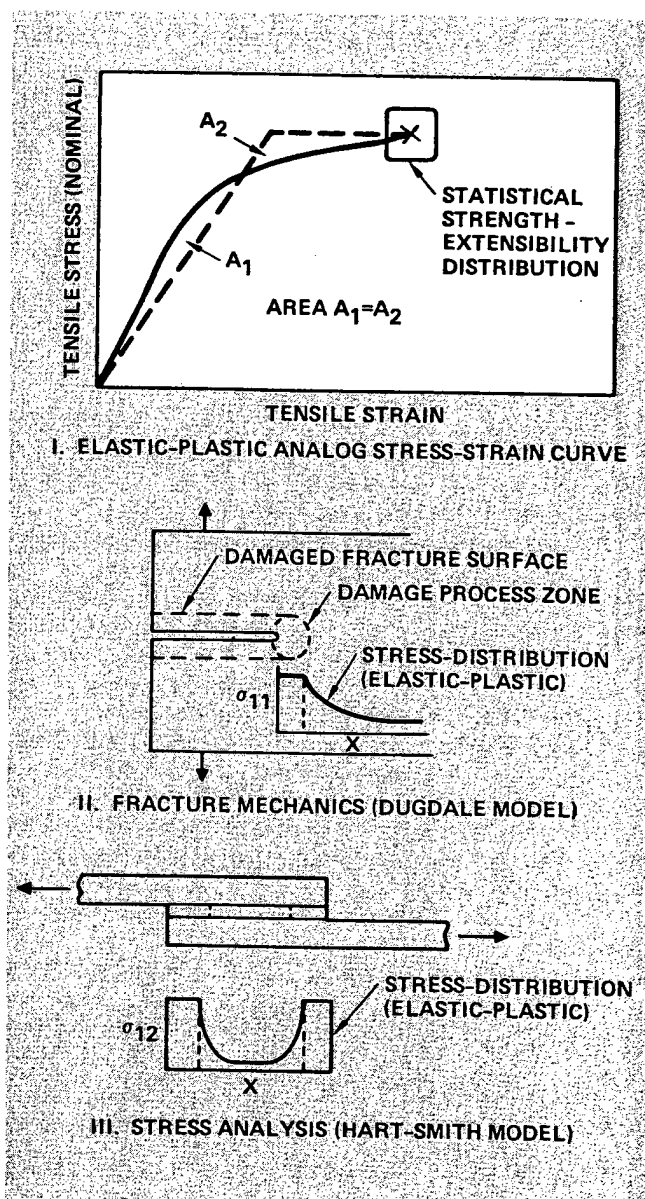 TENSILE STRESS (NOMINAL)
A2
A1
STATISTICAL
STRENGTH -
EXTENSIBILITY
DISTRIBUTION
AREA A1=A2
TENSILE STRAIN
I. ELASTIC-PLASTIC ANALOG STRESS-STRAIN CURVE
DAMAGED FRACTURE SURFACE
DAMAGE PROCESS ZONE
STRESS-DISTRIBUTION
(ELASTIC-PLASTIC)
σ11
X
II. FRACTURE MECHANICS (DUGDALE MODEL)
STRESS-DISTRIBUTION
(ELASTIC-PLASTIC)
σ12
X
III. STRESS ANALYSIS (HART-SMITH MODEL)